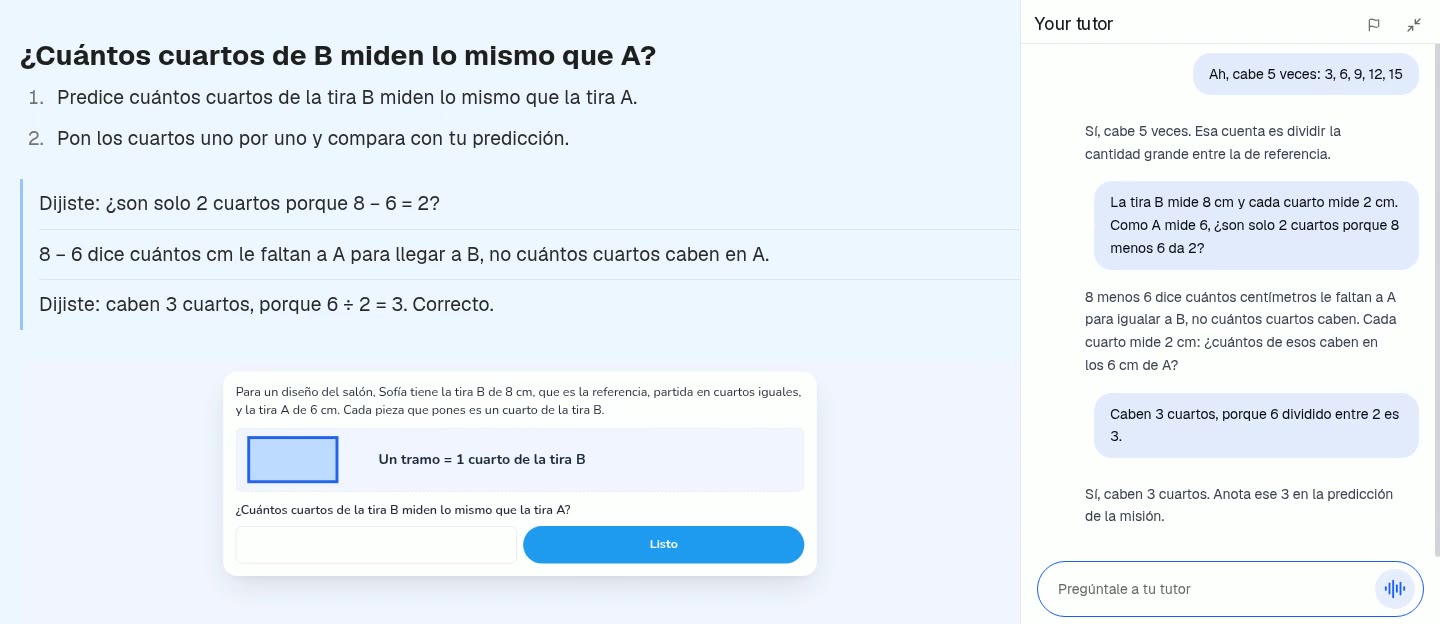 ¿Cuántos cuartos de B miden lo mismo que A?
1. Predice cuántos cuartos de la tira B miden lo mismo que la tira A.
2. Pon los cuartos uno por uno y compara con tu predicción.
Dijiste: ¿son solo 2 cuartos porque 8 – 6 = 2?
8 – 6 dice cuántos cm le faltan a A para llegar a B, no cuántos cuartos caben en A.
Dijiste: caben 3 cuartos, porque 6 ÷ 2 = 3. Correcto.
Para un diseño del salón, Sofía tiene la tira B de 8 cm, que es la referencia, partida en cuartos iguales,
y la tira A de 6 cm. Cada pieza que pones es un cuarto de la tira B.
Un tramo = 1 cuarto de la tira B
¿Cuántos cuartos de la tira B miden lo mismo que la tira A?
Listo
Your tutor
Ah, cabe 5 veces: 3, 6, 9, 12, 15
Sí, cabe 5 veces. Esa cuenta es dividir la
cantidad grande entre la de referencia.
La tira B mide 8 cm y cada cuarto mide 2 cm.
Como A mide 6, ¿son solo 2 cuartos porque 8
menos 6 da 2?
8 menos 6 dice cuántos centímetros le faltan a A
para igualar a B, no cuántos cuartos caben. Cada
cuarto mide 2 cm: ¿cuántos de esos caben en
los 6 cm de A?
Caben 3 cuartos, porque 6 dividido entre 2 es
3.
Sí, caben 3 cuartos. Anota ese 3 en la predicción
de la misión.
Pregúntale a tu tutor